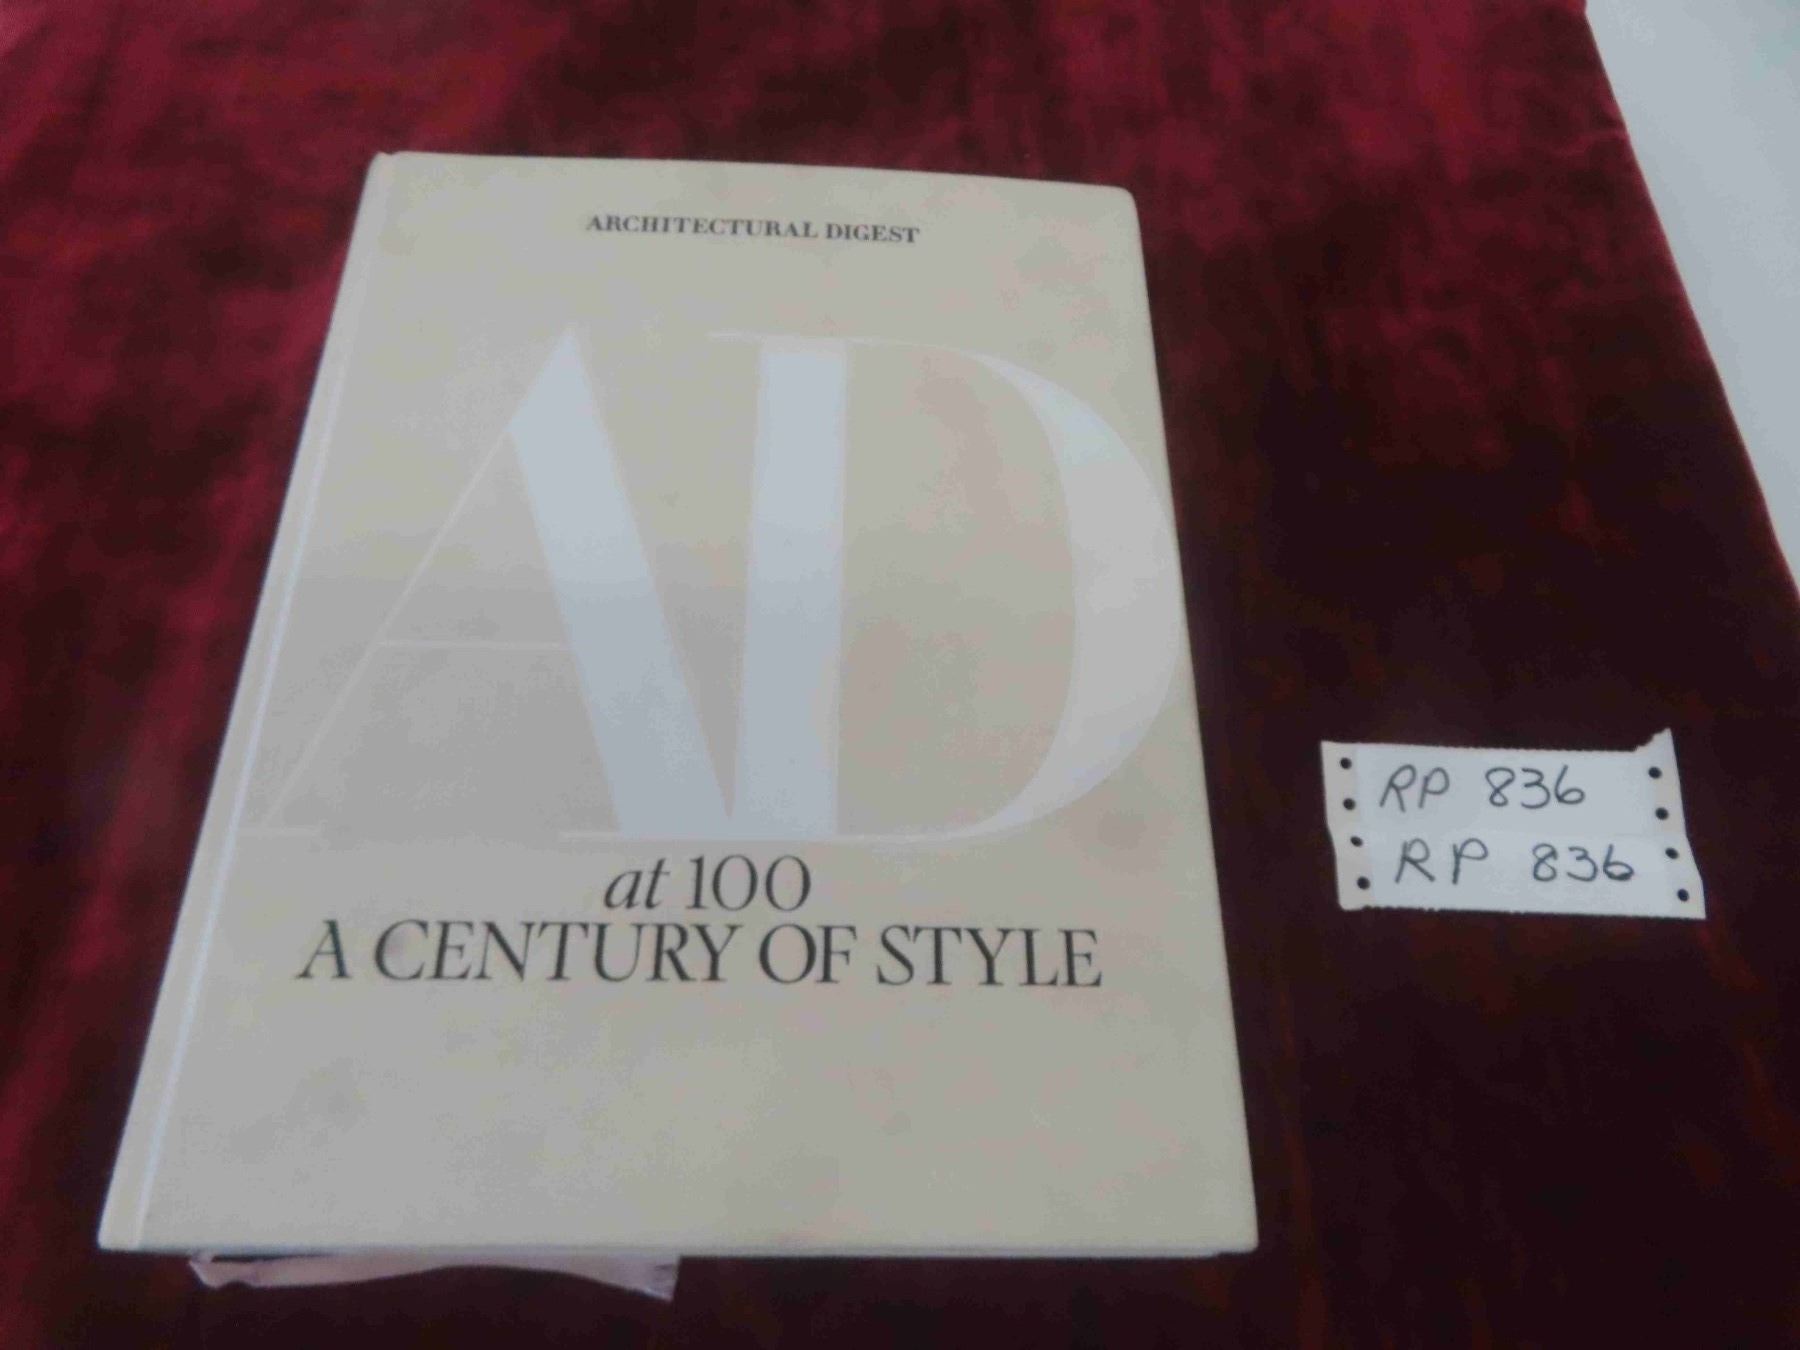 ARCHITECTURAL DIGEST
AD
at 100
A CENTURY OF STYLE
RP 836
RP 836